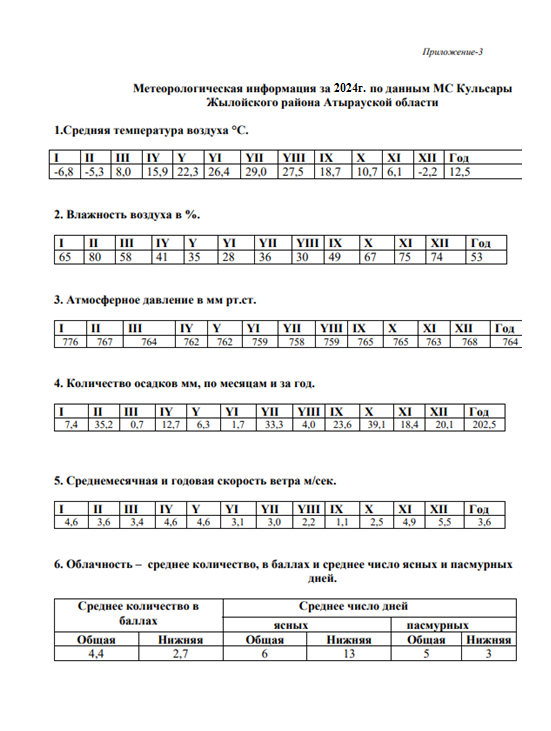 Приложение-3
Метеорологическая информация за 2024г. по данным МС Кульсары
Жылойского района Атырауской области
1.Средняя температура воздуха °С.
I II III IY Y YI YII YIII IX X XI XII Год
-6,8 -5,3 8,0 15,9 22,3 26,4 29,0 27,5 18,7 10,7 6,1 -2,2 12,5
2. Влажность воздуха в %.
I II III IY Y YI YII YIII IX X XI XII Год
65 80 58 41 35 28 36 30 49 67 75 74 53
3. Атмосферное давление в мм рт.ст.
I II III IY Y YI YII YIII IX X XI XII Год
776 767 764 762 762 759 758 759 765 765 763 768 764
4. Количество осадков мм, по месяцам и за год.
I II III IY Y YI YII YIII IX X XI XII Год
7,4 35,2 0,7 12,7 6,3 1,7 33,3 4,0 23,6 39,1 18,4 20,1 202,5
5. Среднемесячная и годовая скорость ветра м/сек.
I II III IY Y YI YII YIII IX X XI XII Год
4,6 3,6 3,4 4,6 4,6 3,1 3,0 2,2 1,1 2,5 4,9 5,5 3,6
6. Облачность – среднее количество, в баллах и среднее число ясных и пасмурных
дней.
Среднее количество в баллах Среднее число дней
ясных пасмурных
Общая Нижняя Общая Нижняя Общая Нижняя
4,4 2,7 6 13 5 3